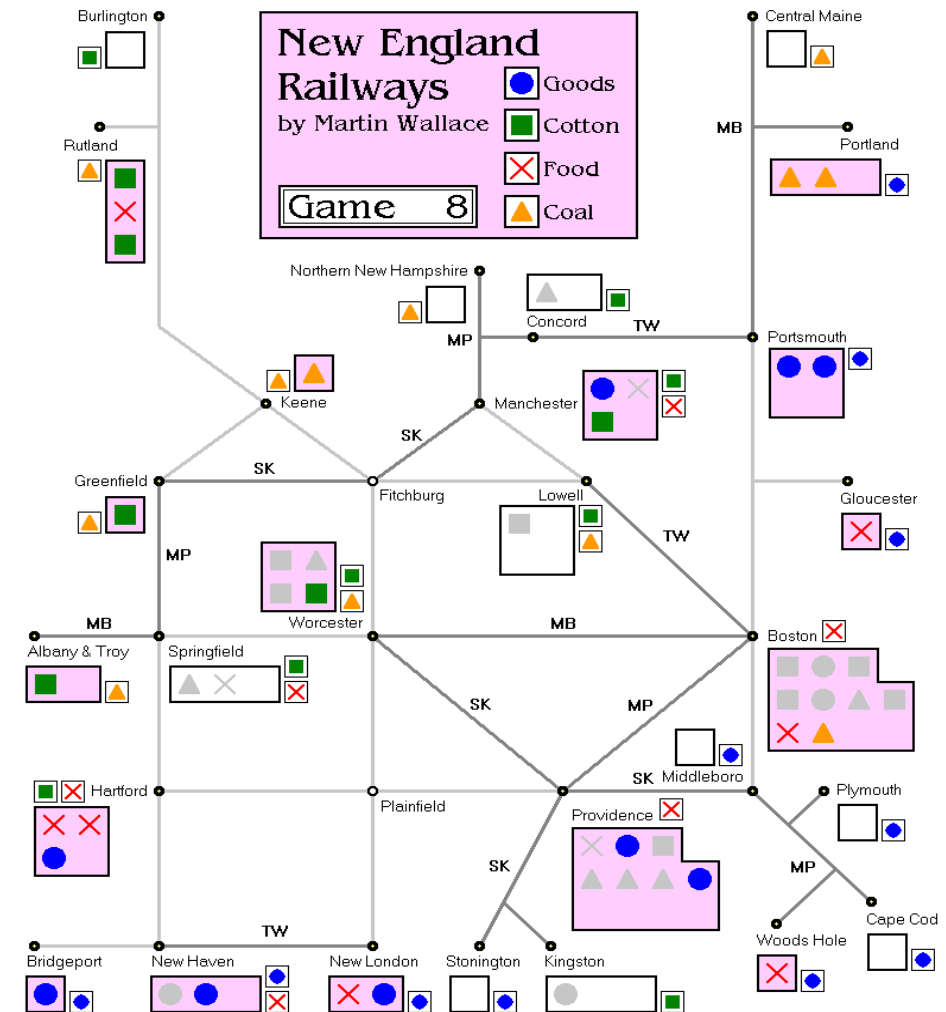 Burlington
Central Maine
New England
Railways
by Martin Wallace
Goods
Cotton
Food
Coal
Game 8
MB
Rutland
Portland
Northern New Hampshire
Concord
TW
MP
Portsmouth
Keene
Manchester
SK
Greenfield
SK
Fitchburg
Lowell
Gloucester
MP
TW
Worcester
MB
MB
Albany & Troy
Springfield
Boston
SK
MP
Middleboro
SK
Hartford
Plainfield
Providence
Plymouth
SK
MP
TW
Cape Cod
Woods Hole
Bridgeport
New Haven
New London
Stonington
Kingston